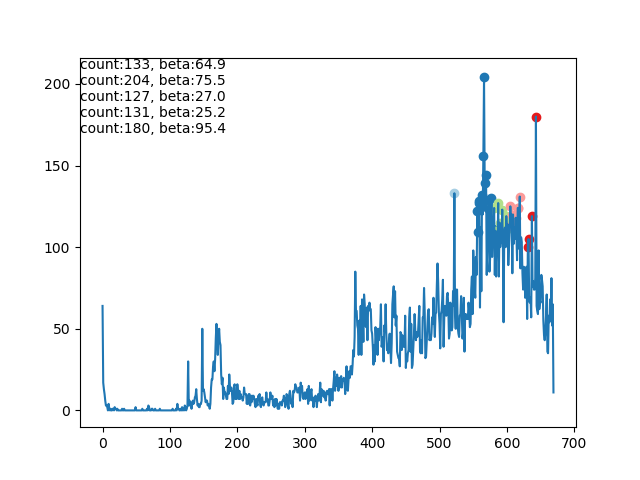 count:133, beta:64.9
count:204, beta:75.5
count:127, beta:27.0
count:131, beta:25.2
count:180, beta:95.4
200
150
100
50
0
0 100 200 300 400 500 600 700